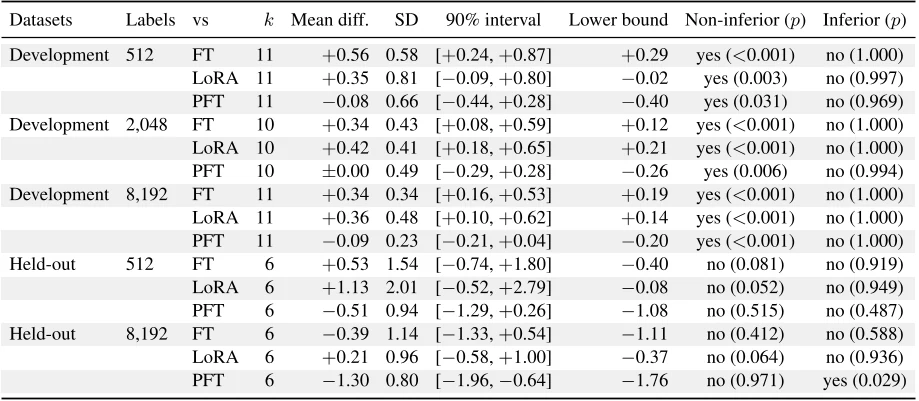 Datasets Labels vs k Mean diff. SD 90% interval Lower bound Non-inferior (p) Inferior (p)
Development 512 FT 11 +0.56 0.58 [+0.24, +0.87] +0.29 yes (<0.001) no (1.000)
LoRA 11 +0.35 0.81 [−0.09, +0.80] −0.02 yes (0.003) no (0.997)
PFT 11 −0.08 0.66 [−0.44, +0.28] −0.40 yes (0.031) no (0.969)
Development 2,048 FT 10 +0.34 0.43 [+0.08, +0.59] +0.12 yes (<0.001) no (1.000)
LoRA 10 +0.42 0.41 [+0.18, +0.65] +0.21 yes (<0.001) no (1.000)
PFT 10 ±0.00 0.49 [−0.29, +0.28] −0.26 yes (0.006) no (0.994)
Development 8,192 FT 11 +0.34 0.34 [+0.16, +0.53] +0.19 yes (<0.001) no (1.000)
LoRA 11 +0.36 0.48 [+0.10, +0.62] +0.14 yes (<0.001) no (1.000)
PFT 11 −0.09 0.23 [−0.21, +0.04] −0.20 yes (<0.001) no (1.000)
Held-out 512 FT 6 +0.53 1.54 [−0.74, +1.80] −0.40 no (0.081) no (0.919)
LoRA 6 +1.13 2.01 [−0.52, +2.79] −0.08 no (0.052) no (0.949)
PFT 6 −0.51 0.94 [−1.29, +0.26] −1.08 no (0.515) no (0.487)
Held-out 8,192 FT 6 −0.39 1.14 [−1.33, +0.54] −1.11 no (0.412) no (0.588)
LoRA 6 +0.21 0.96 [−0.58, +1.00] −0.37 no (0.064) no (0.936)
PFT 6 −1.30 0.80 [−1.96, −0.64] −1.76 no (0.971) yes (0.029)